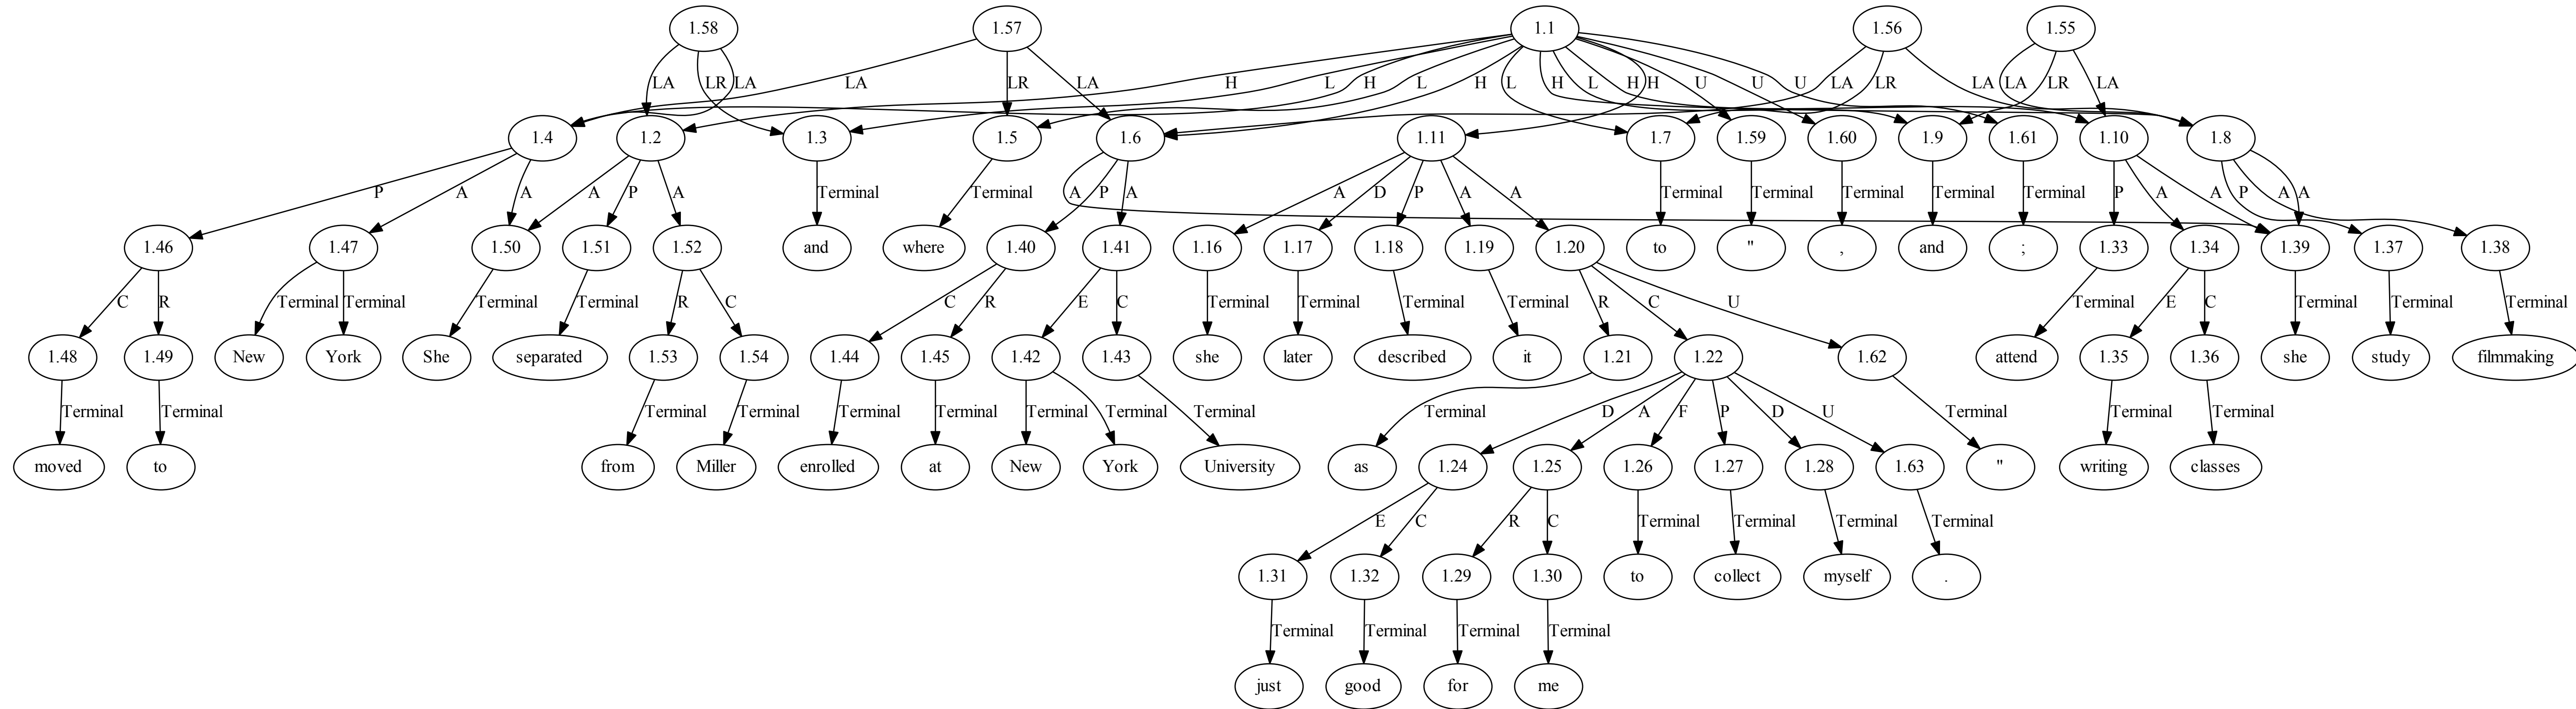 1.58 1.57 1.1 1.56 1.55
LA LR LA LA LR LA H L H L H L H L H H U U U LA LR LA LA LR LA
1.4 1.2 1.3 1.5 1.6 1.11 1.7 1.59 1.60 1.9 1.61 1.10 1.8
P A A A P A Terminal Terminal A P A A D P A A Terminal Terminal Terminal Terminal Terminal P A A P A A
1.46 1.47 1.50 1.51 1.52 and where 1.40 1.41 1.16 1.17 1.18 1.19 1.20 to " , and ; 1.33 1.34 1.39 1.37 1.38
C R Terminal Terminal Terminal Terminal R C C R E C Terminal Terminal Terminal Terminal R C U Terminal E C Terminal Terminal Terminal
1.48 1.49 New York She separated 1.53 1.54 1.44 1.45 1.42 1.43 she later described it 1.21 1.22 1.62 attend 1.35 1.36 she study filmmaking
Terminal Terminal Terminal Terminal Terminal Terminal Terminal Terminal Terminal Terminal D A F P D U Terminal Terminal Terminal
moved to from Miller enrolled at New York University as 1.24 1.25 1.26 1.27 1.28 1.63 " writing classes
E C R C Terminal Terminal Terminal Terminal
1.31 1.32 1.29 1.30 to collect myself .
Terminal Terminal Terminal Terminal
just good for me